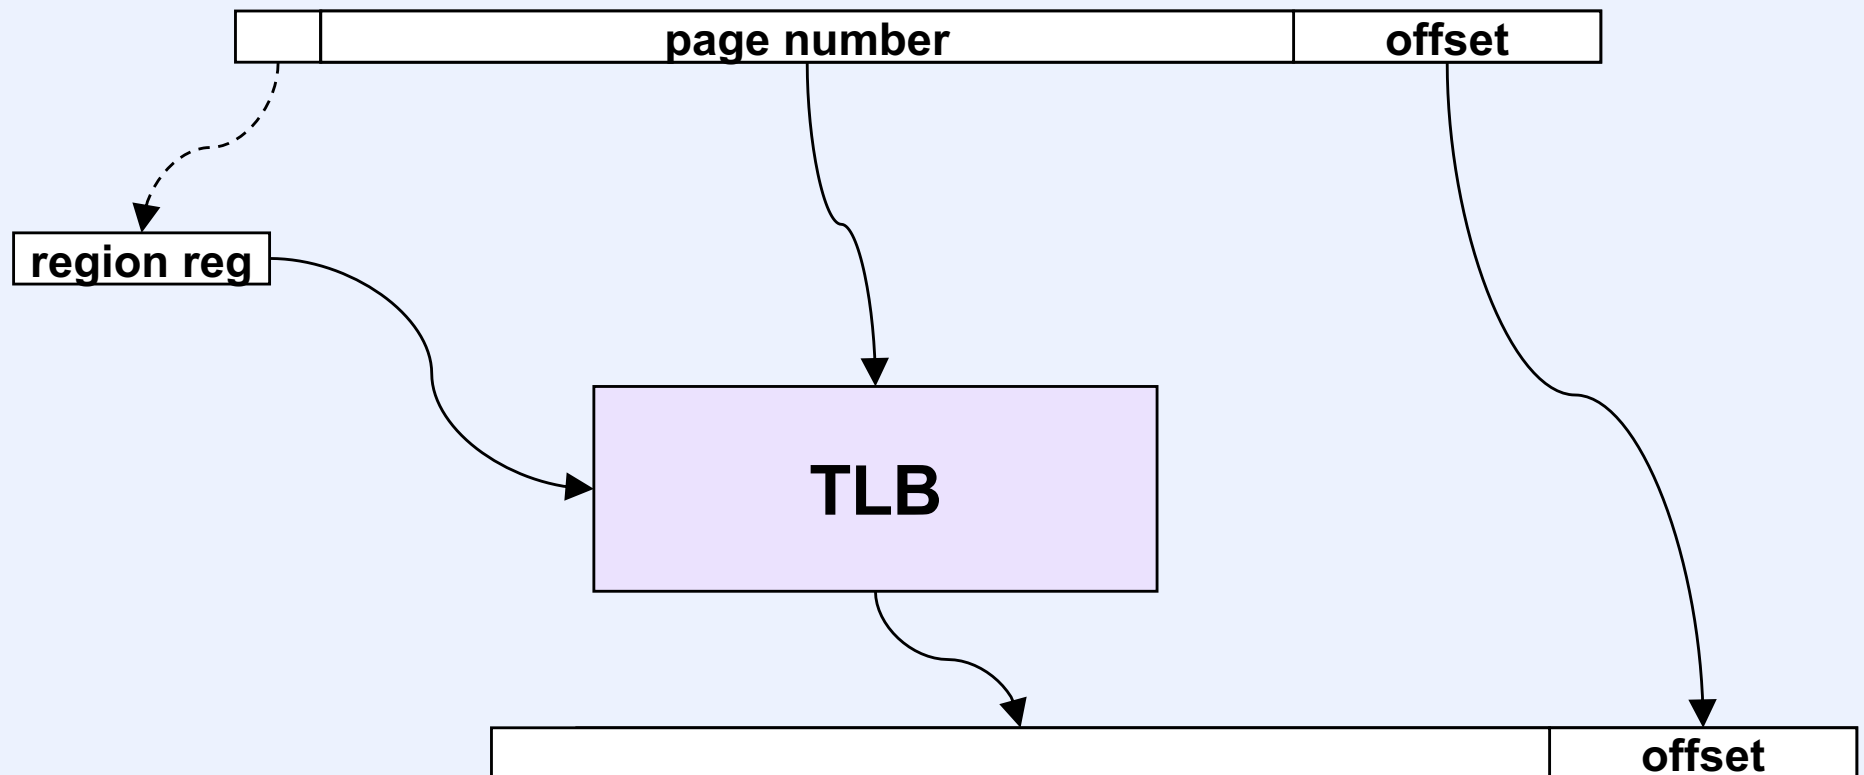 page number
offset
region reg
TLB
offset